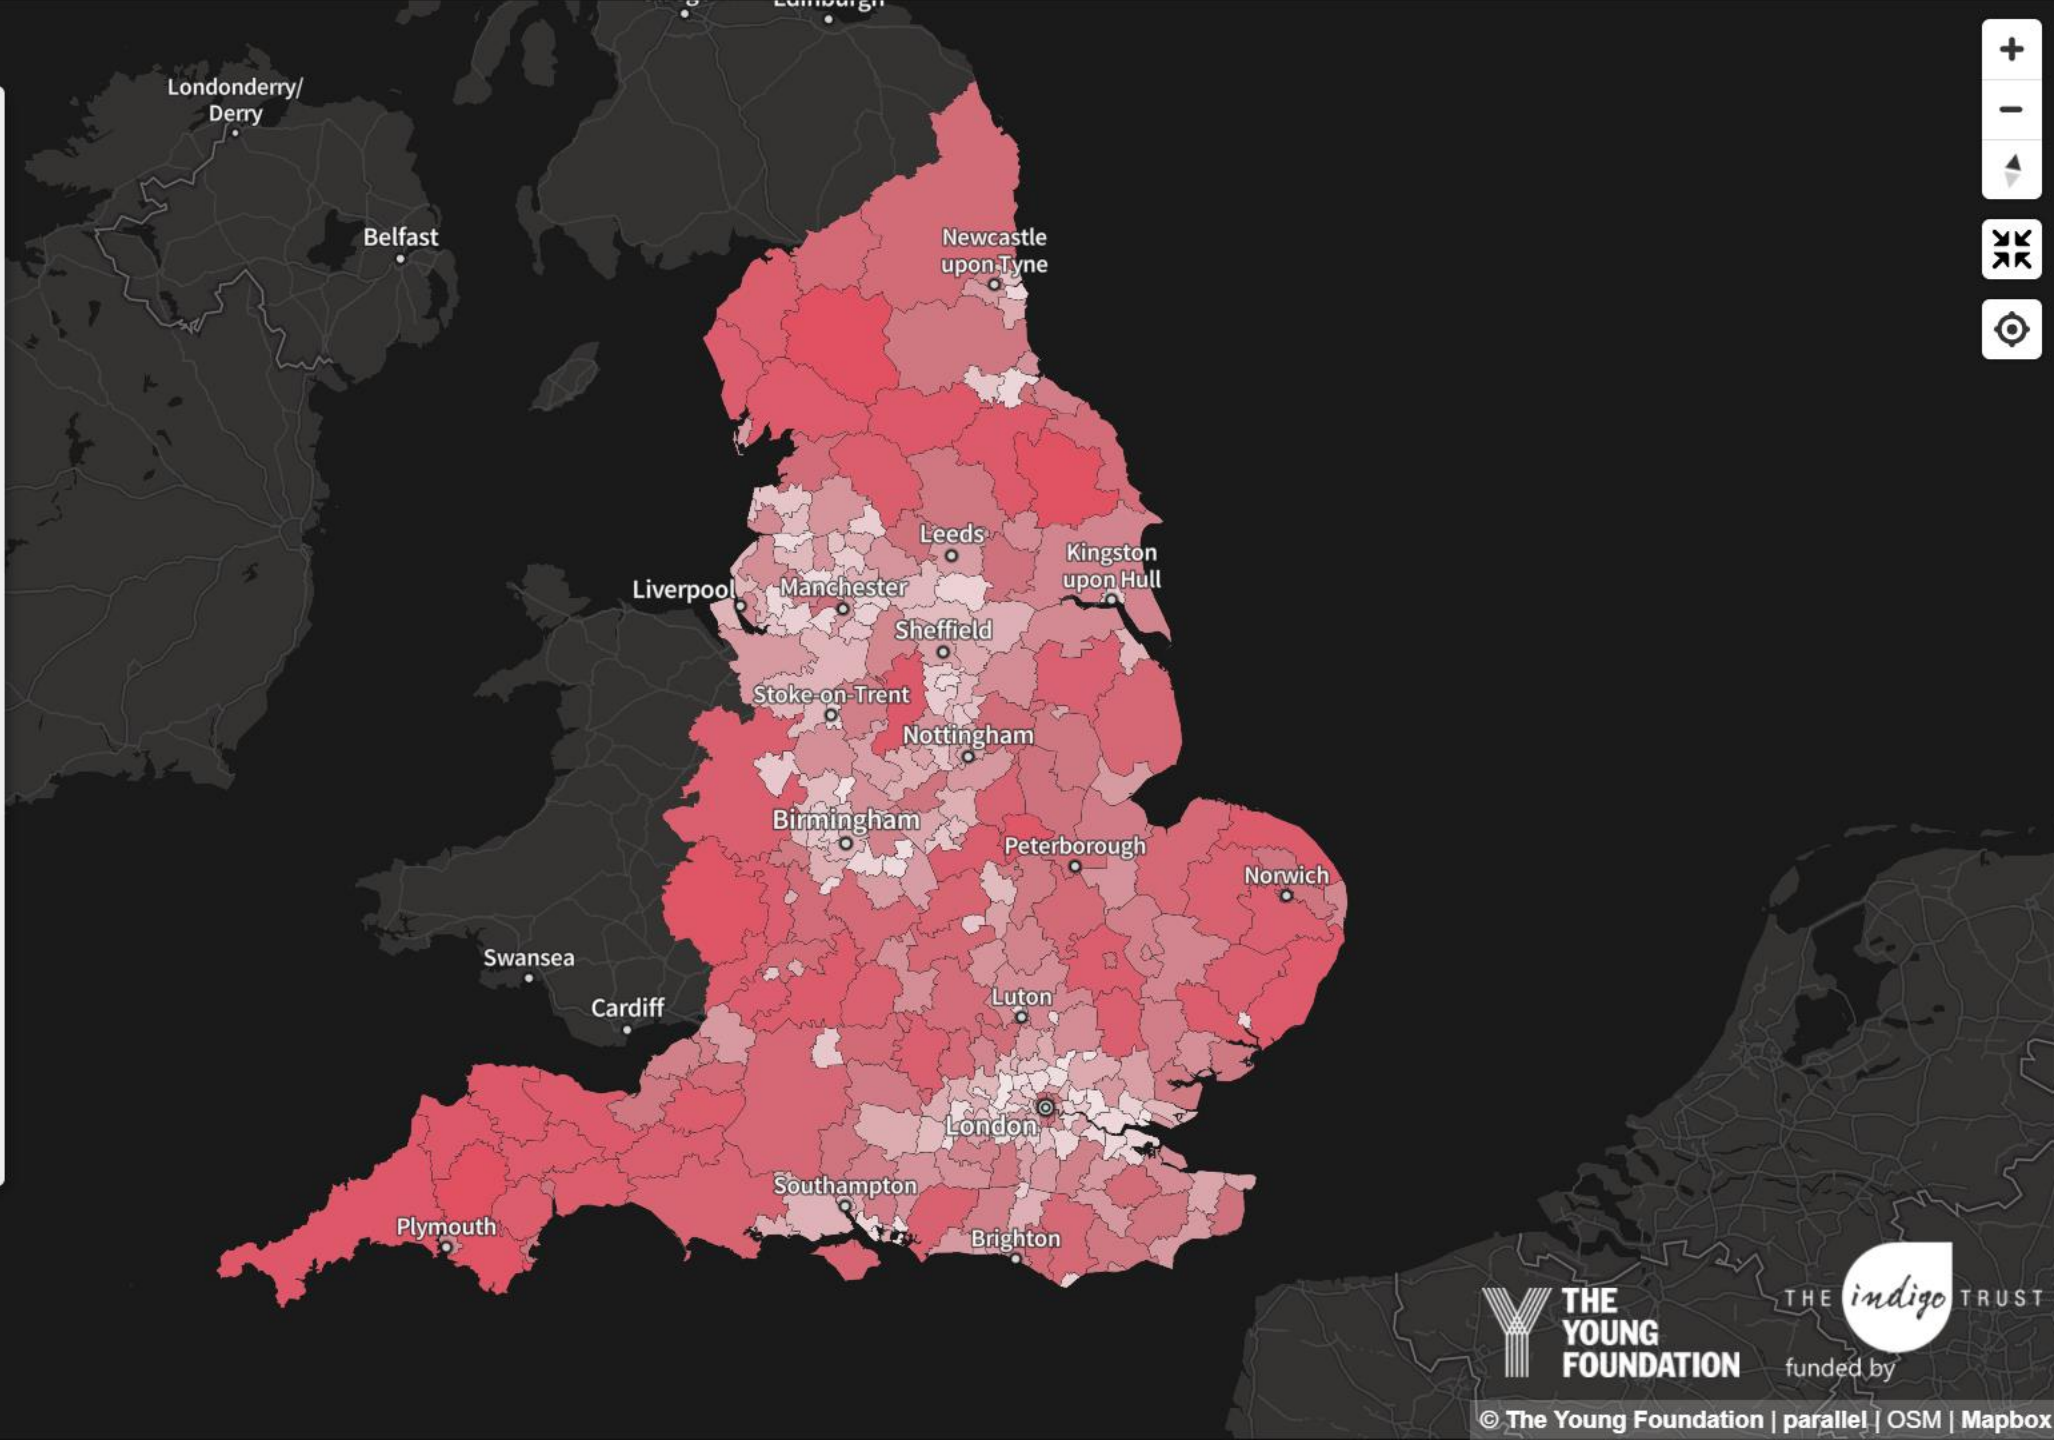 Edinburgh
Londonderry/
Derry
Belfast
Newcastle
upon Tyne
Leeds
Kingston
upon Hull
Liverpool
Manchester
Sheffield
Stoke-on-Trent
Nottingham
Birmingham
Peterborough
Norwich
Swansea
Cardiff
Luton
London
Southampton
Plymouth
Brighton
THE
YOUNG
FOUNDATION
THE indigo TRUST
funded by
© The Young Foundation | parallel | OSM | Mapbox